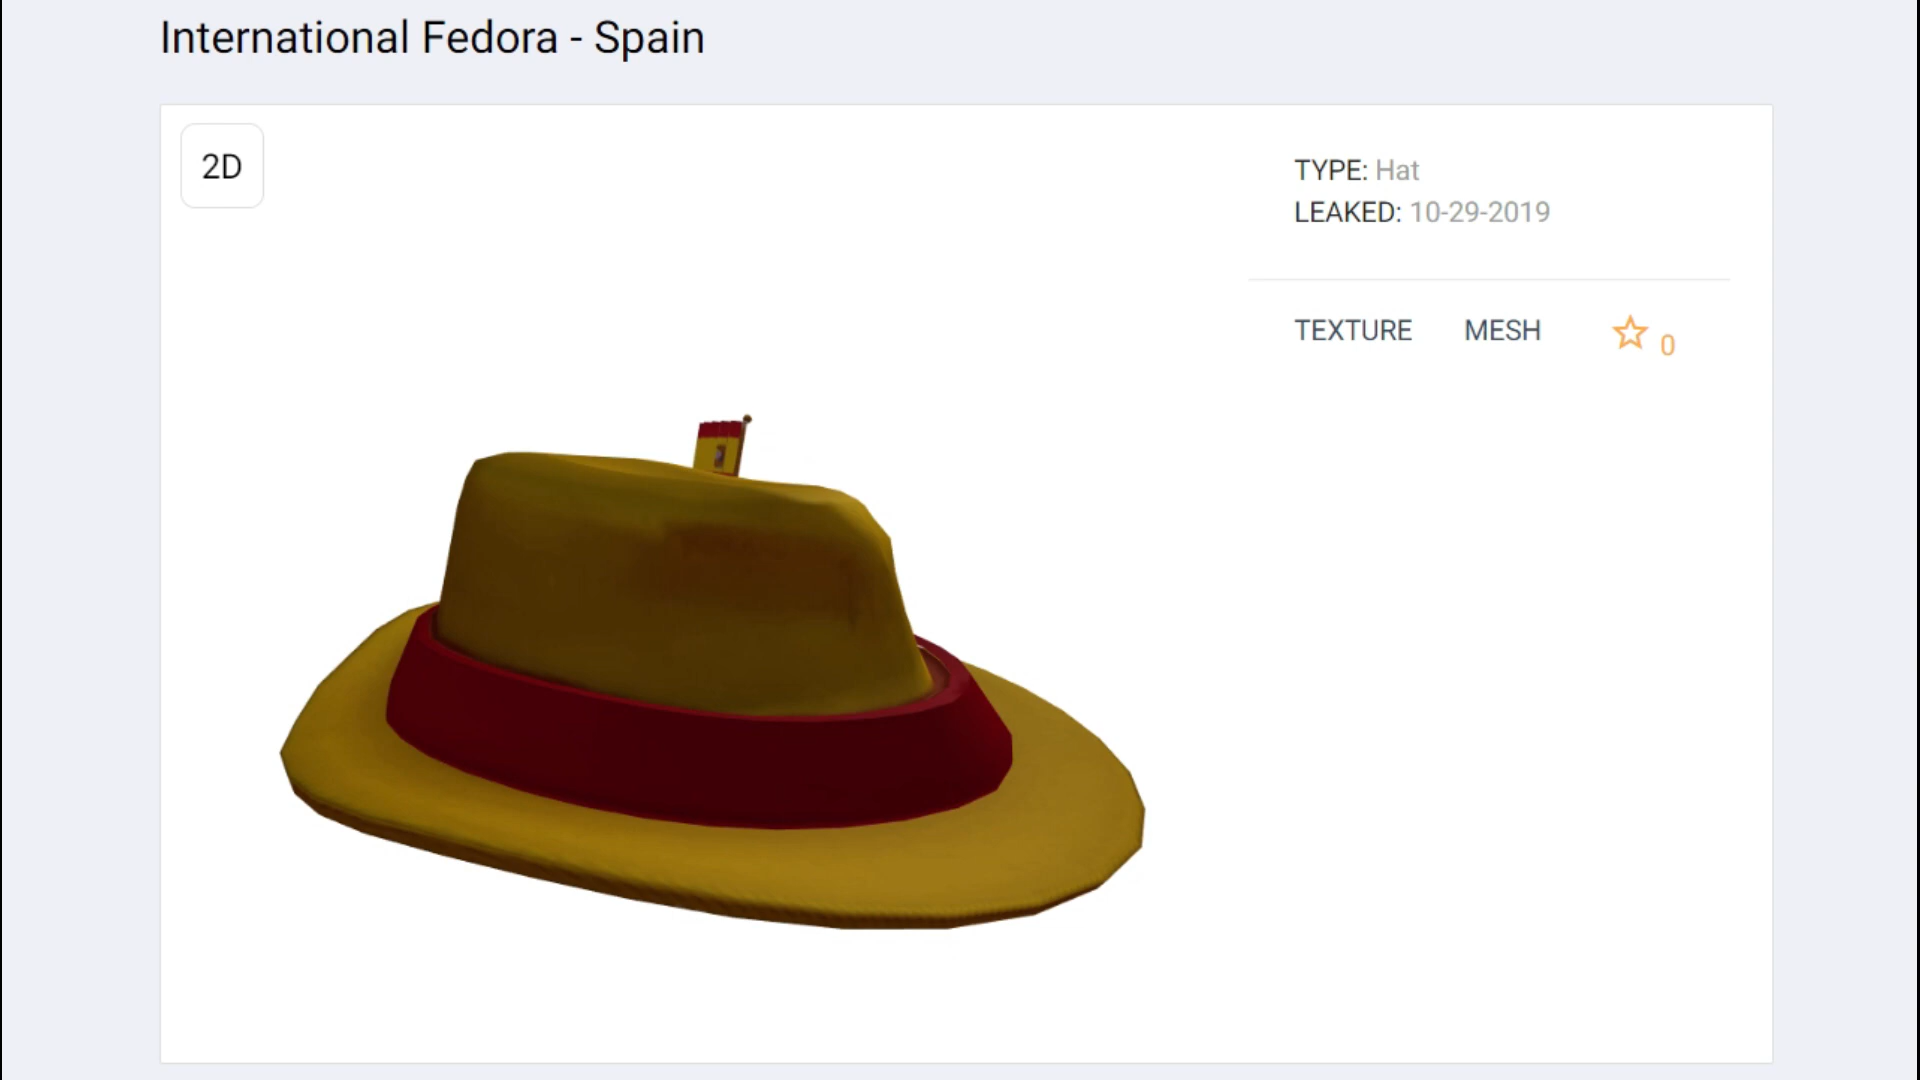 International Fedora - Spain
2D
TYPE: Hat
LEAKED: 10-29-2019
TEXTURE MESH 0